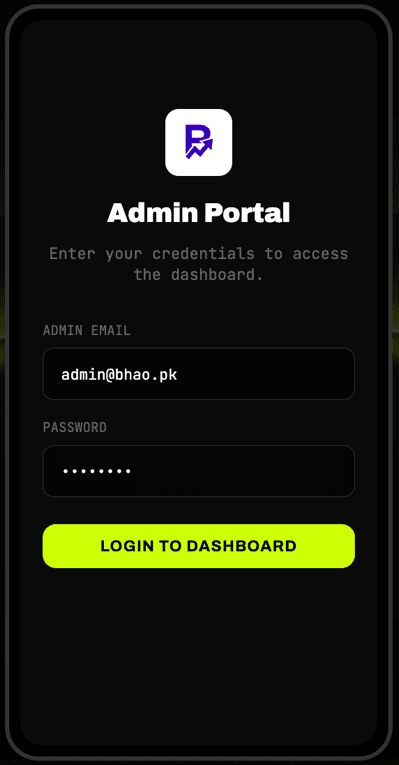 Admin Portal
Enter your credentials to access
the dashboard.
ADMIN EMAIL
admin@bhao.pk
PASSWORD
••••••••
LOGIN TO DASHBOARD